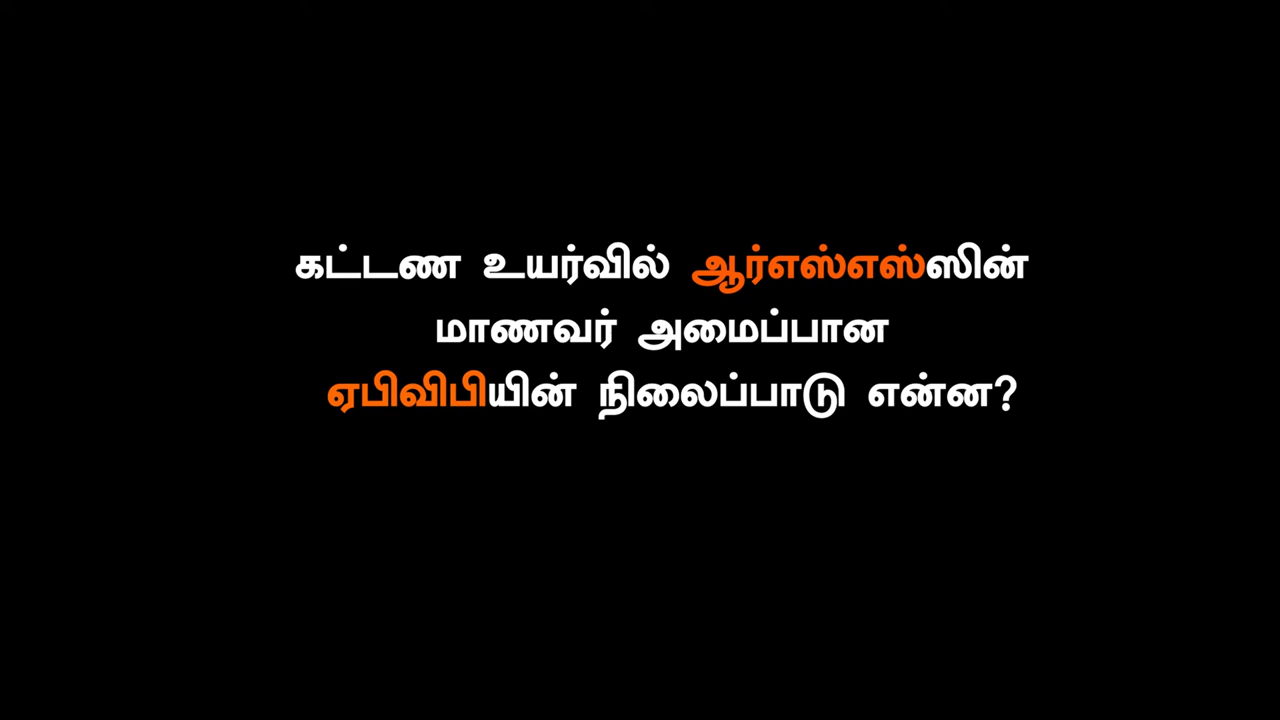 கட்டண உயர்வில் ஆர்எஸ்எஸ்ஸின்
மாணவர் அமைப்பான
ஏபிவிபியின் நிலைப்பாடு என்ன?